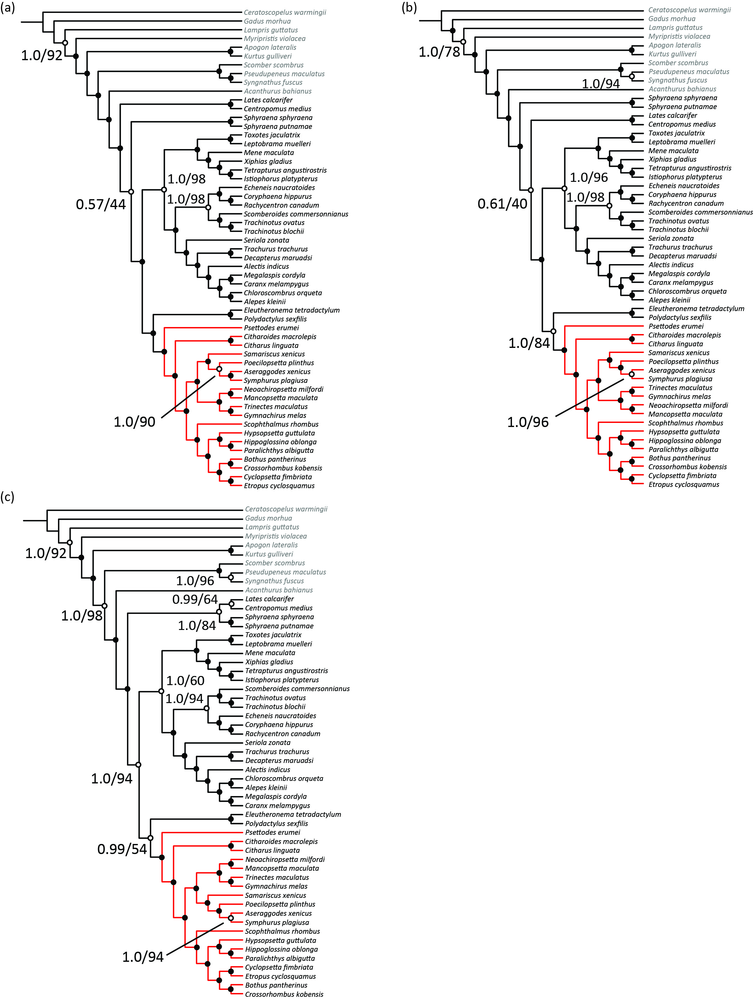 (a)
Ceratoscopelus warmingii
Gadus morhua
Lampris guttatus
Myripristis violacea
1.0/92
Apogon lateralis
Kurtus gulliveri
Scomber scombrus
Pseudupeneus maculatus
Syngnathus fuscus
Acanthurus bahianus
Lates calcarifer
Centropomus medius
Sphyraena sphyraena
Sphyraena putnamae
Toxotes jaculatrix
Leptobrama muelleri
Mene maculata
Xiphias gladius
Tetrapturus angustirostris
1.0/98
Istiophorus platypterus
Echeneis naucratoides
1.0/98
Coryphaena hippurus
0.57/44
Rachycentron canadum
Scomberoides commersonnianus
Trachinotus ovatus
Trachinotus blochii
Seriola zonata
Trachurus trachurus
Decapterus maruadsi
Alectis indicus
Megalaspis cordyla
Caranx melampygus
Chloroscombrus orqueta
Alepes kleinii
Eleutheronema tetradactylum
Polydactylus sexfilis
Psettodes erumei
Citharoides macrolepis
Citharus linguata
Samariscus xenicus
Poecilopsetta plinthus
Aseraggodes xenicus
Symphurus plagiusa
Neoachiropsetta milfordi
Mancopsetta maculata
Trinectes maculatus
Gymnachirus melas
1.0/90
Scophthalmus rhombus
Hypsopsetta guttulata
Hippoglossina oblonga
Paralichthys albigutta
Bothus pantherinus
Crossorhombus kobensis
Cyclopsetta fimbriata
Etropus cyclosquamus
(b)
Ceratoscopelus warmingii
Gadus morhua
Lampris guttatus
Myripristis violacea
1.0/78
Apogon lateralis
Kurtus gulliveri
Scomber scombrus
Pseudupeneus maculatus
Syngnathus fuscus
1.0/94
Acanthurus bahianus
Sphyraena sphyraena
Sphyraena putnamae
Lates calcarifer
Centropomus medius
Toxotes jaculatrix
Leptobrama muelleri
Mene maculata
Xiphias gladius
Tetrapturus angustirostris
1.0/96
Istiophorus platypterus
Echeneis naucratoides
1.0/98
Coryphaena hippurus
0.61/40
Rachycentron canadum
Scomberoides commersonnianus
Trachinotus ovatus
Trachinotus blochii
Seriola zonata
Trachurus trachurus
Decapterus maruadsi
Alectis indicus
Megalaspis cordyla
Caranx melampygus
Chloroscombrus orqueta
Alepes kleinii
Eleutheronema tetradactylum
Polydactylus sexfilis
Psettodes erumei
Citharoides macrolepis
1.0/84
Citharus linguata
Samariscus xenicus
Poecilopsetta plinthus
Aseraggodes xenicus
Symphurus plagiusa
Trinectes maculatus
Gymnachirus melas
Neoachiropsetta milfordi
Mancopsetta maculata
1.0/96
Scophthalmus rhombus
Hypsopsetta guttulata
Hippoglossina oblonga
Paralichthys albigutta
Bothus pantherinus
Crossorhombus kobensis
Cyclopsetta fimbriata
Etropus cyclosquamus
(c)
Ceratoscopelus warmingii
Gadus morhua
Lampris guttatus
Myripristis violacea
Apogon lateralis
1.0/92
Kurtus gulliveri
Scomber scombrus
Pseudupeneus maculatus
1.0/96
Syngnathus fuscus
Acanthurus bahianus
0.99/64
Lates calcarifer
Centropomus medius
1.0/98
Sphyraena sphyraena
1.0/84
Sphyraena putnamae
Toxotes jaculatrix
Leptobrama muelleri
Mene maculata
Xiphias gladius
Tetrapturus angustirostris
1.0/60
Istiophorus platypterus
Scomberoides commersonnianus
1.0/94
Trachinotus ovatus
Trachinotus blochii
Echeneis naucratoides
Coryphaena hippurus
Rachycentron canadum
Seriola zonata
Trachurus trachurus
Decapterus maruadsi
Alectis indicus
1.0/94
Chloroscombrus orqueta
Alepes kleinii
Megalaspis cordyla
Caranx melampygus
Eleutheronema tetradactylum
Polydactylus sexfilis
Psettodes erumei
Citharoides macrolepis
0.99/54
Citharus linguata
Neoachiropsetta milfordi
Mancopsetta maculata
Trinectes maculatus
Gymnachirus melas
Samariscus xenicus
Poecilopsetta plinthus
Aseraggodes xenicus
Symphurus plagiusa
Scophthalmus rhombus
Hypsopsetta guttulata
Hippoglossina oblonga
1.0/94
Paralichthys albigutta
Cyclopsetta fimbriata
Etropus cyclosquamus
Bothus pantherinus
Crossorhombus kobensis